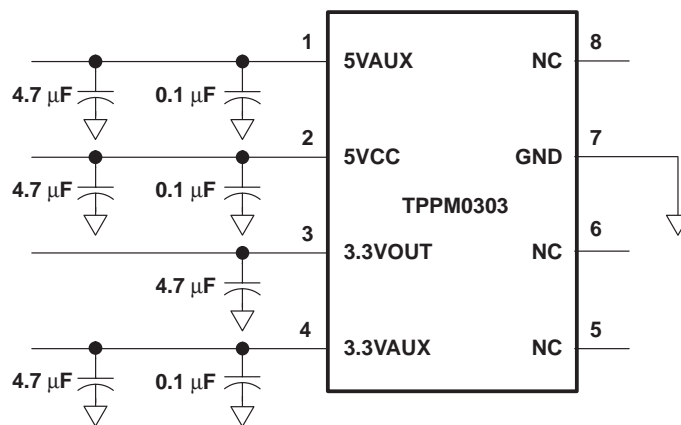 1
5VAUX
NC
8
4.7 μF
0.1 μF
2
5VCC
GND
7
4.7 μF
0.1 μF
TPPM0303
3
3.3VOUT
NC
6
4.7 μF
4
3.3VAUX
NC
5
4.7 μF
0.1 μF